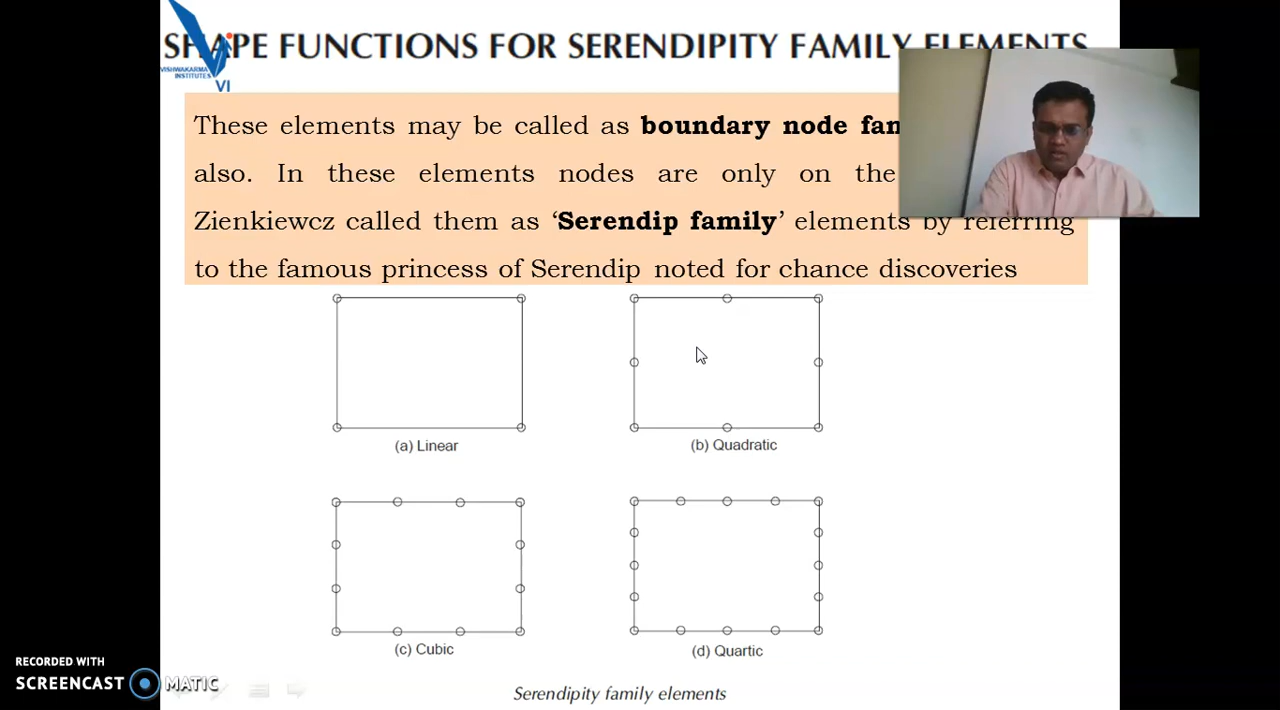 SHAPE FUNCTIONS FOR SERENDIPITY FAMILY ELEMENTS
VISHWAKARMA
INSTITUTES
VI
These elements may be called as boundary node
also. In these elements nodes are only on the
Zienkiewcz called them as ‘Serendip family’ elements by referring
to the famous princess of Serendip noted for chance discoveries
(a) Linear
(b) Quadratic
(c) Cubic
(d) Quartic
Serendipity family elements
RECORDED WITH
SCREENCAST MATIC